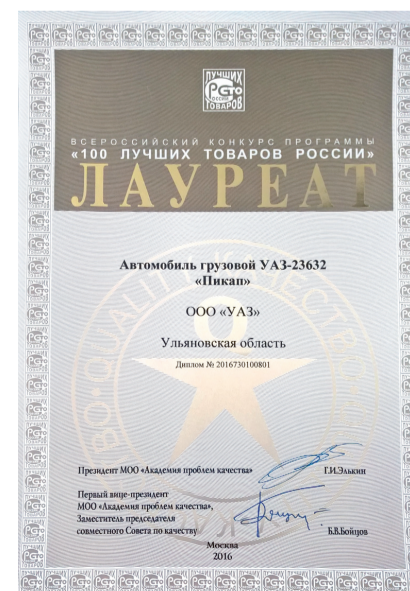 ЛУЧШИХ
ТОВАРОВ
ВСЕРОССИЙСКИЙ КОНКУРС ПРОГРАММЫ
«100 ЛУЧШИХ ТОВАРОВ РОССИИ»
ЛАУРЕАТ
Автомобиль грузовой УАЗ-23632
«Пикап»
ООО «УАЗ»
Ульяновская область
Диплом № 2016730100801
Президент МОО «Академия проблем качества» Г.И.Элькин
Первый вице-президент
МОО «Академия проблем качества»,
Заместитель председателя
совместного Совета по качеству Б.В.Бойцов
Москва
2016